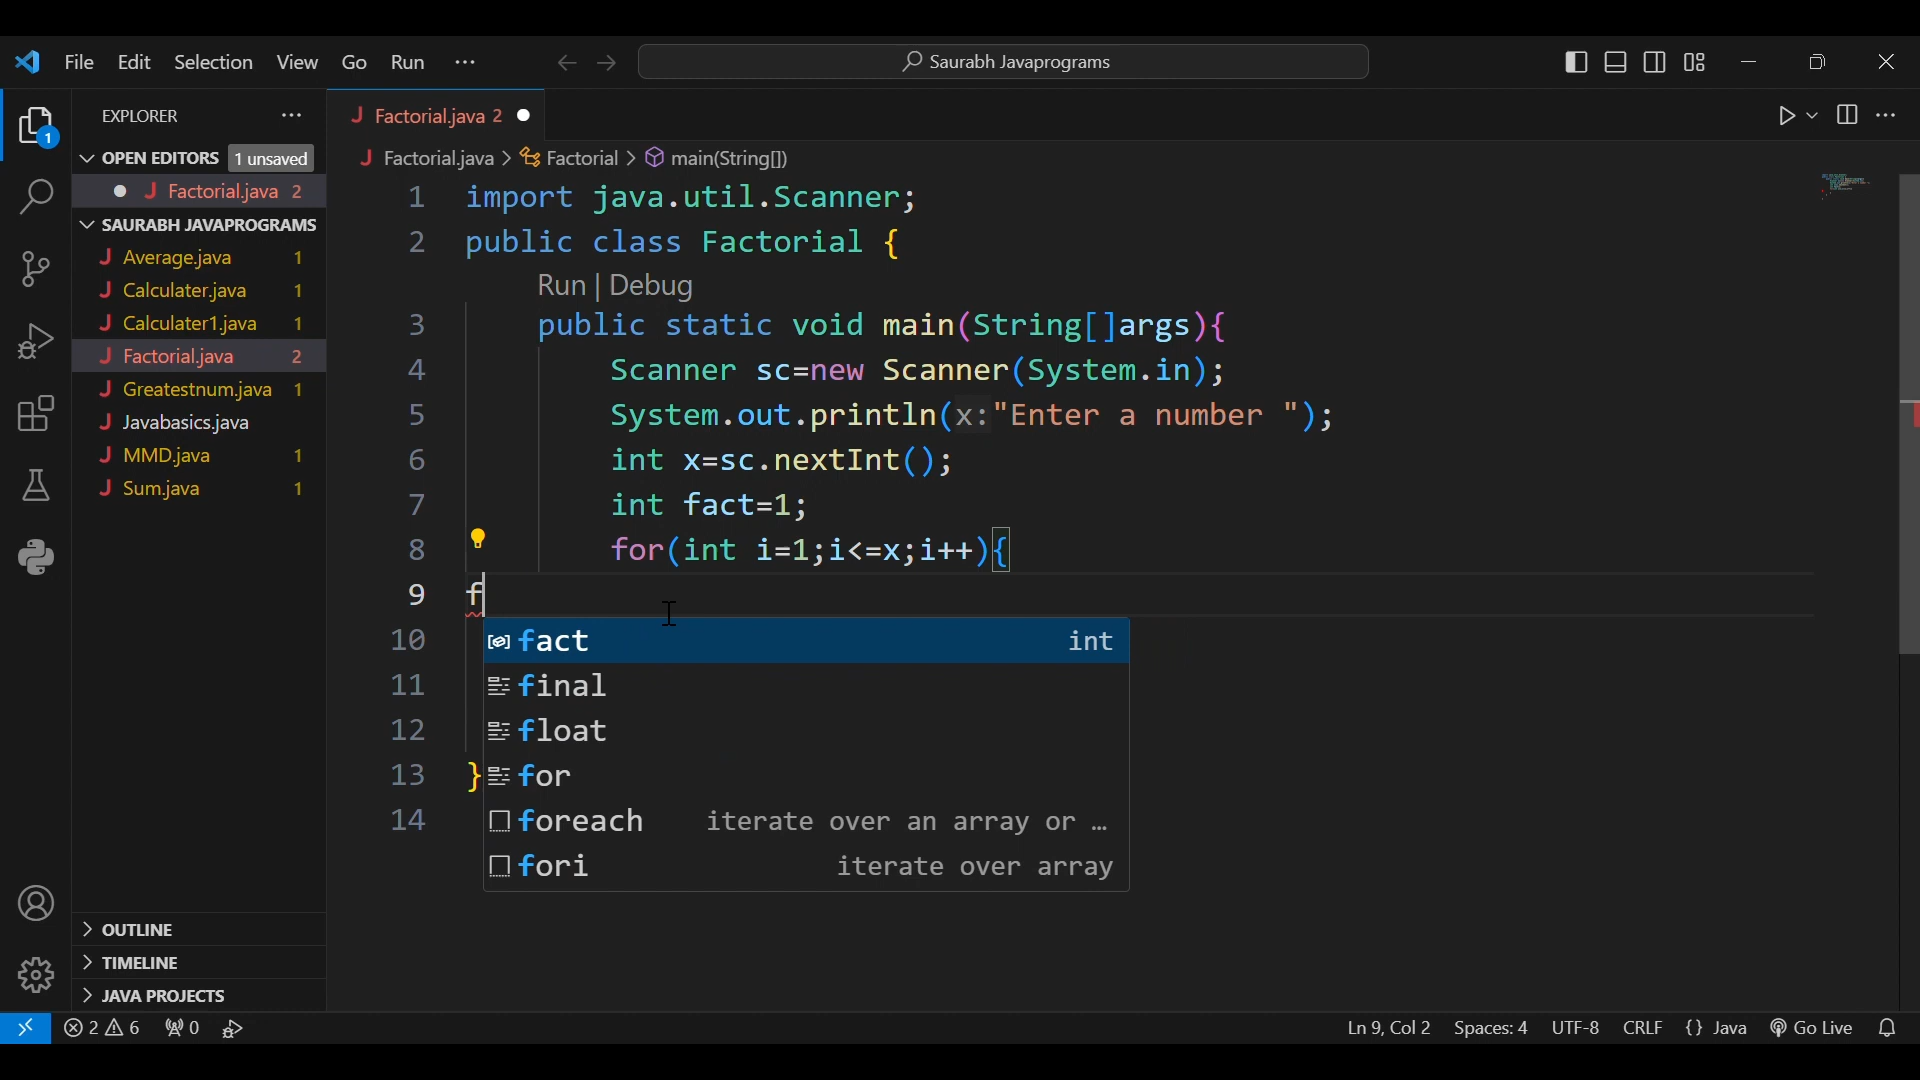 File Edit Selection View Go Run ··· Saurabh Javaprograms
EXPLORER ···
OPEN EDITORS 1 unsaved
Factorial.java 2
SAURABH JAVAPROGRAMS
Average.java 1
Calculater.java 1
Calculater1.java 1
Factorial.java 2
Greatestnum.java 1
Javabasics.java
MMD.java 1
Sum.java 1
OUTLINE
TIMELINE
JAVA PROJECTS
1
J Factorial.java 2
J Factorial.java > Factorial > main(String[])
1 import java.util.Scanner;
2 public class Factorial {
Run | Debug
3 public static void main(String[]args){
4 Scanner sc=new Scanner(System.in);
5 System.out.println(x:"Enter a number ");
6 int x=sc.nextInt();
7 int fact=1;
8 for(int i=1;i<=x;i++){
9 f
10
11
12
13 }
14
fact int
final
float
for
foreach iterate over an array or …
fori iterate over array
2 6 0 Ln 9, Col 2 Spaces: 4 UTF-8 CRLF {} Java Go Live